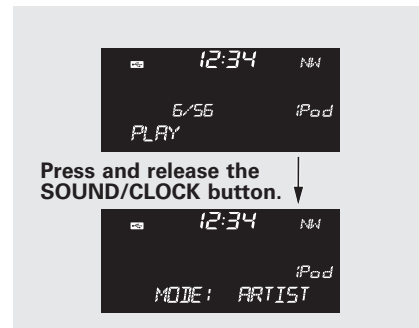 12:34 NW
6/56 iPod
PLAY
Press and release the
SOUND/CLOCK button.
12:34 NW
iPod
MODE: ARTIST